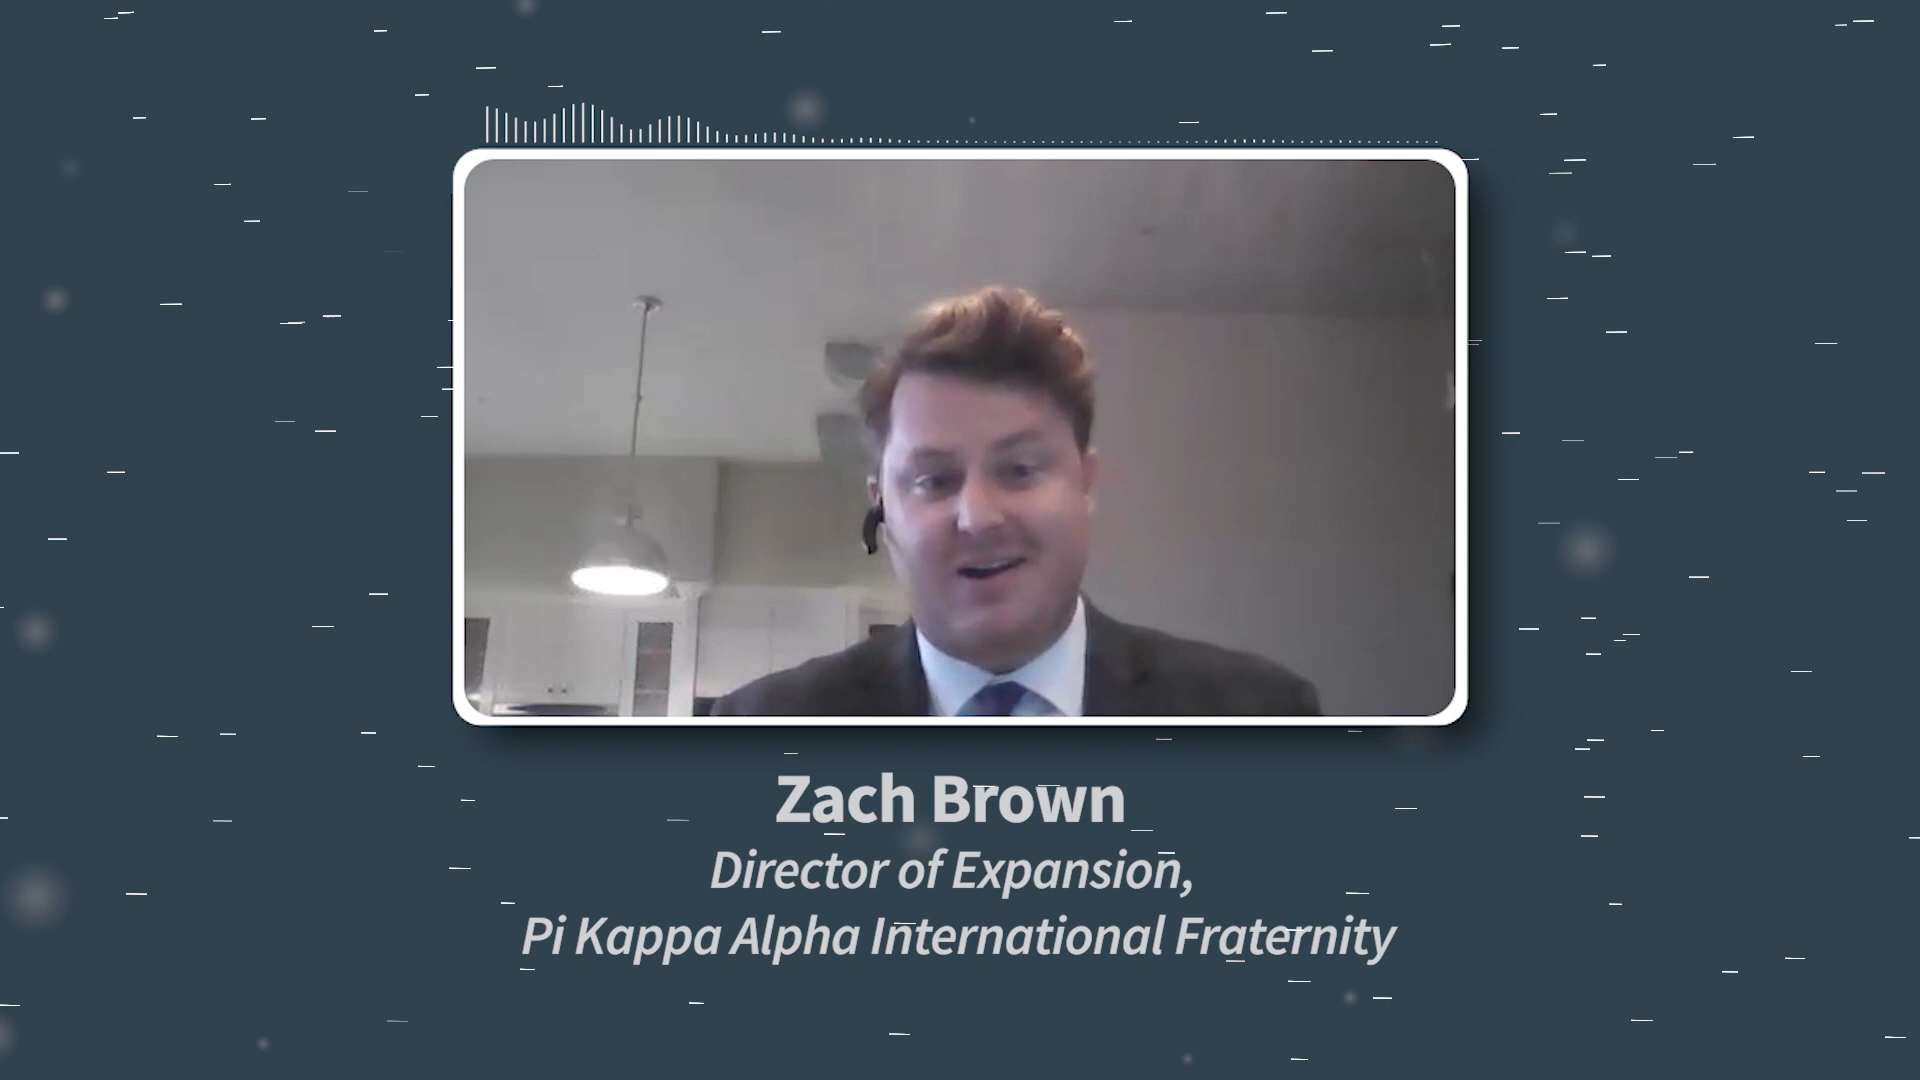 Zach Brown
Director of Expansion,
Pi Kappa Alpha International Fraternity